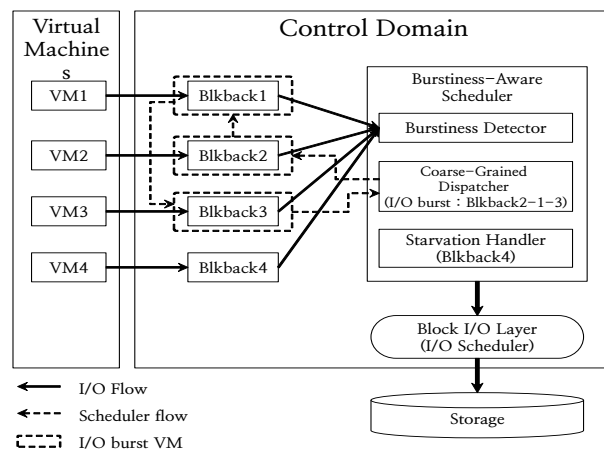 Virtual
Machine
s
Control Domain
VM1
VM2
VM3
VM4
Blkback1
Blkback2
Blkback3
Blkback4
Burstiness-Aware
Scheduler
Burstiness Detector
Coarse-Grained
Dispatcher
(I/O burst : Blkback2-1-3)
Starvation Handler
(Blkback4)
Block I/O Layer
(I/O Scheduler)
Storage
I/O Flow
Scheduler flow
I/O burst VM